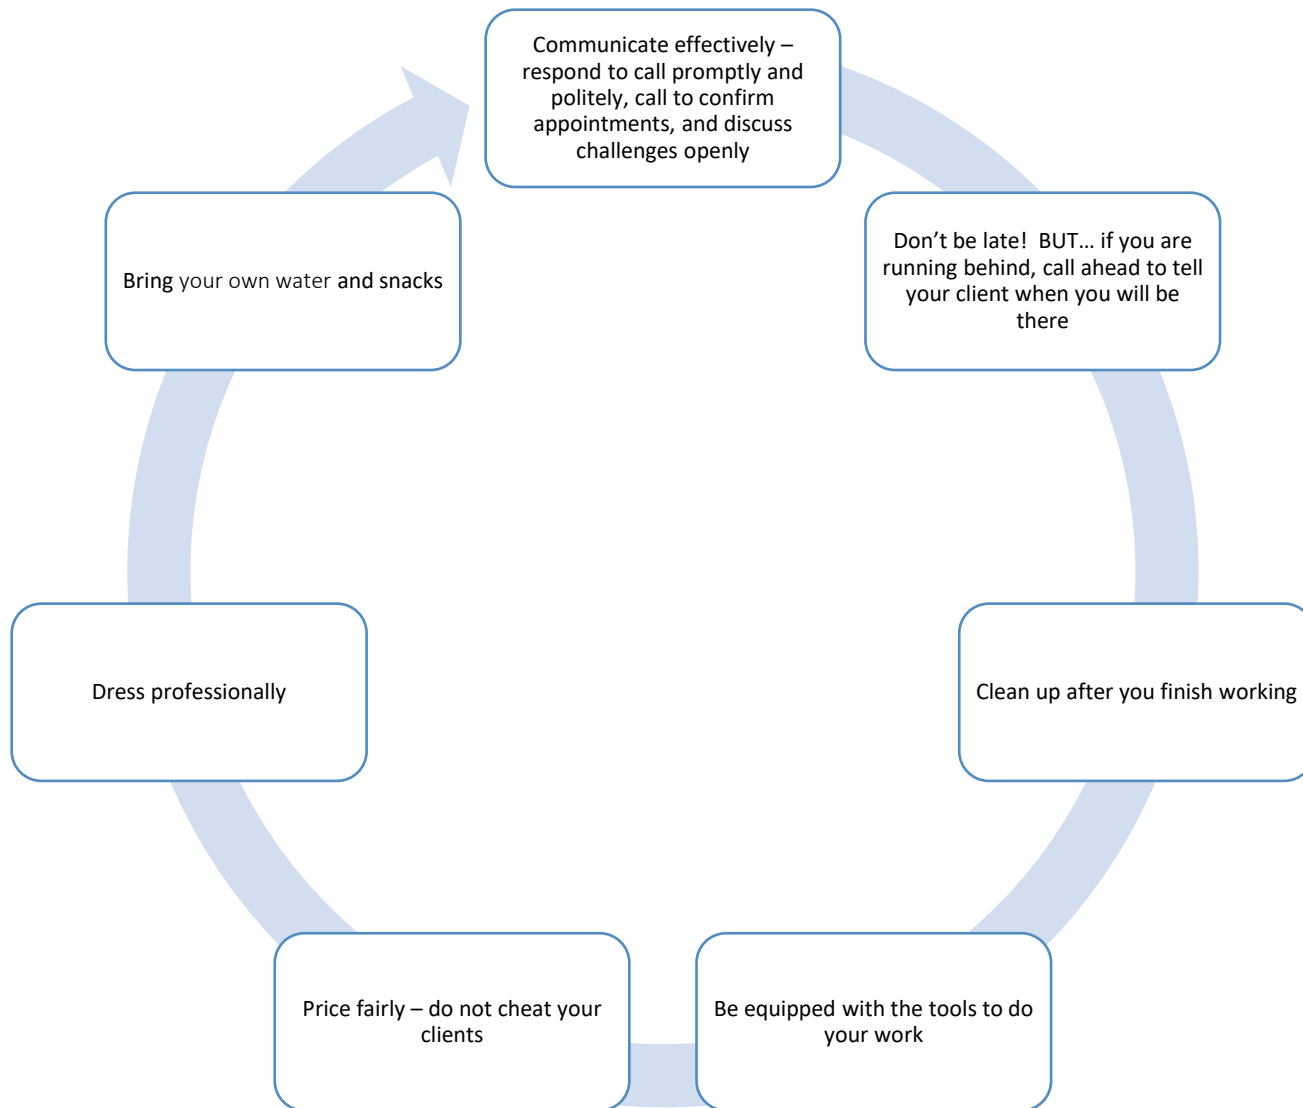 Communicate effectively –
respond to call promptly and
politely, call to confirm
appointments, and discuss
challenges openly
Don’t be late!  BUT… if you are
running behind, call ahead to tell
your client when you will be
there
Clean up after you finish working
Be equipped with the tools to do
your work
Price fairly – do not cheat your
clients
Dress professionally
Bring your own water and snacks